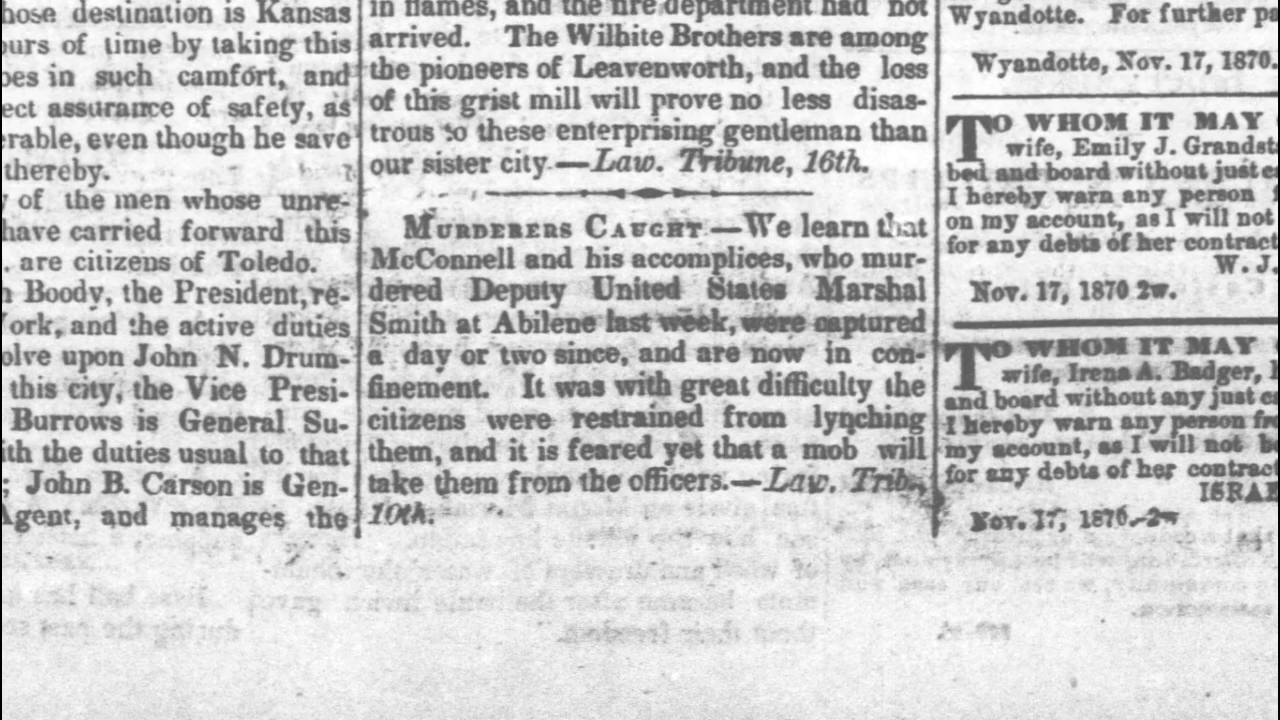 hose destination is Kansas
ours of time by taking this
oes in such camfort, and
ect assurance of safety, as
erable, even though he save
thereby.
of the men whose unre-
have carried forward this
. are citizens of Toledo.
Boody, the President, re-
York, and the active duties
olve upon John N. Drum-
this city, the Vice Presi-
Burrows is General Su-
ith the duties usual to that
; John B. Carson is Gen-
Agent, and manages the
in flames, and the fire department had not
arrived. The Wilhite Brothers are among
the pioneers of Leavenworth, and the loss
of this grist mill will prove no less disas-
trous to these enterprising gentleman than
our sister city.—Law. Tribune, 16th.
MURDERERS CAUGHT.—We learn that
McConnell and his accomplices, who mur-
dered Deputy United States Marshal
Smith at Abilene last week, were captured
a day or two since, and are now in con-
finement. It was with great difficulty the
citizens were restrained from lynching
them, and it is feared yet that a mob will
take them from the officers.—Law. Trib.,
10th.
Wyandotte. For further pa
Wyandotte, Nov. 17, 1870.
TO WHOM IT MAY
wife, Emily J. Grandst
bed and board without just c
I hereby warn any person
on my account, as I will not
for any debts of her contract
W. J.
Nov. 17, 1870 2w.
TO WHOM IT MAY
wife, Irena A. Badger,
and board without any just c
I hereby warn any person fr
my account, as I will not b
for any debts of her contract
ISRAE
Nov. 17, 1870.-2w